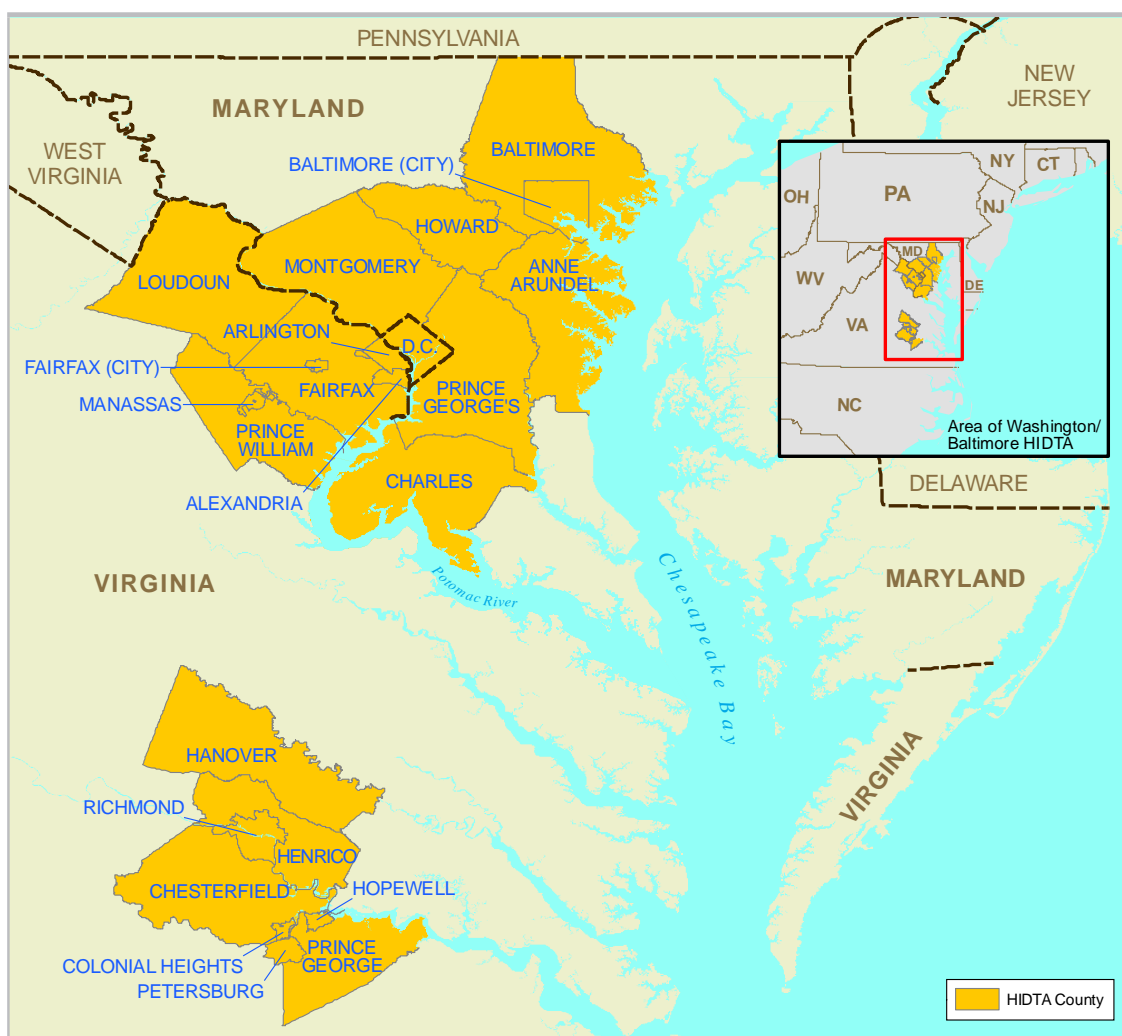 PENNSYLVANIA
MARYLAND
NEW
JERSEY
WEST
VIRGINIA
BALTIMORE
BALTIMORE (CITY)
HOWARD
MONTGOMERY
ANNE
ARUNDEL
LOUDOUN
ARLINGTON
D.C.
FAIRFAX (CITY)
FAIRFAX
PRINCE
GEORGE'S
MANASSAS
PRINCE
WILLIAM
CHARLES
ALEXANDRIA
NY
CT
PA
OH
NJ
MD
WV
DE
VA
NC
Area of Washington/
Baltimore HIDTA
DELAWARE
VIRGINIA
Potomac River
Chesapeake Bay
MARYLAND
VIRGINIA
HANOVER
RICHMOND
HENRICO
CHESTERFIELD
HOPEWELL
COLONIAL HEIGHTS
PRINCE
GEORGE
PETERSBURG
HIDTA County